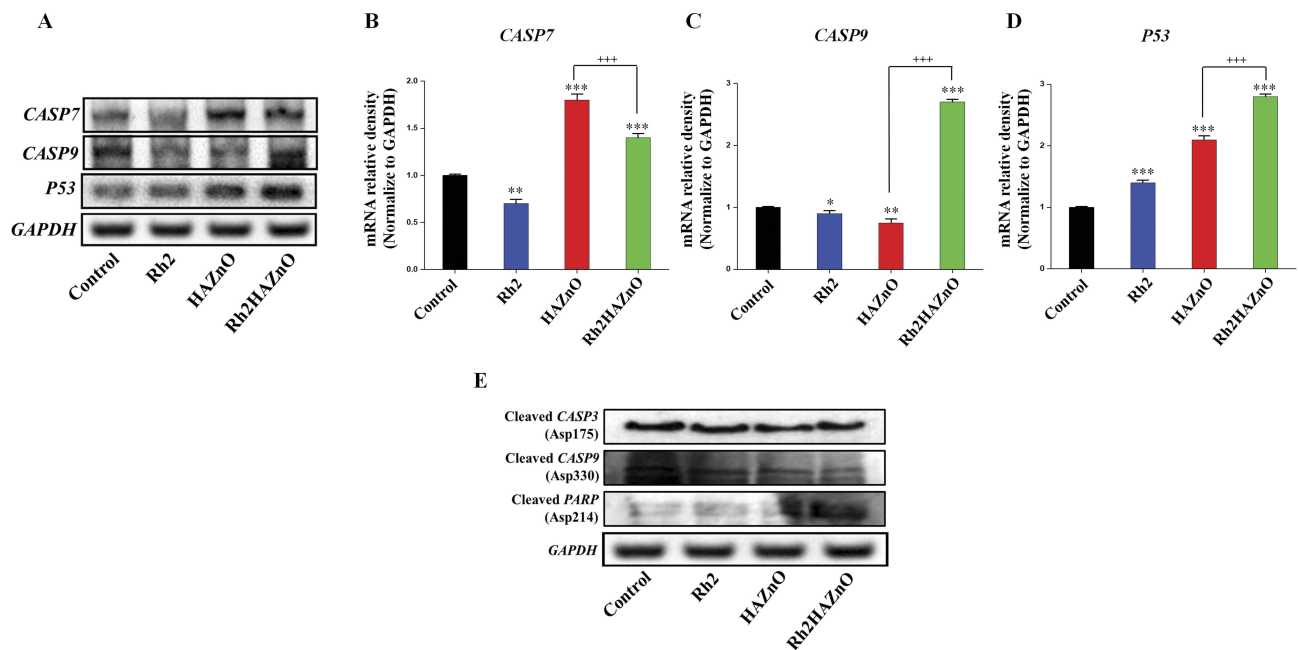 A
CASP7
CASP9
P53
GAPDH
Control
Rh2
HAZnO
Rh2HAZnO
B
CASP7
mRNA relative density
(Normalize to GAPDH)
2.0
1.5
1.0
0.5
0.0
**
***
***
+++
Control
Rh2
HAZnO
Rh2HAZnO
C
CASP9
mRNA relative density
(Normalize to GAPDH)
3
2
1
0
*
**
***
+++
Control
Rh2
HAZnO
Rh2HAZnO
D
P53
mRNA relative density
(Normalize to GAPDH)
3
2
1
0
***
***
***
+++
Control
Rh2
HAZnO
Rh2HAZnO
E
Cleaved CASP3
(Asp175)
Cleaved CASP9
(Asp330)
Cleaved PARP
(Asp214)
GAPDH
Control
Rh2
HAZnO
Rh2HAZnO